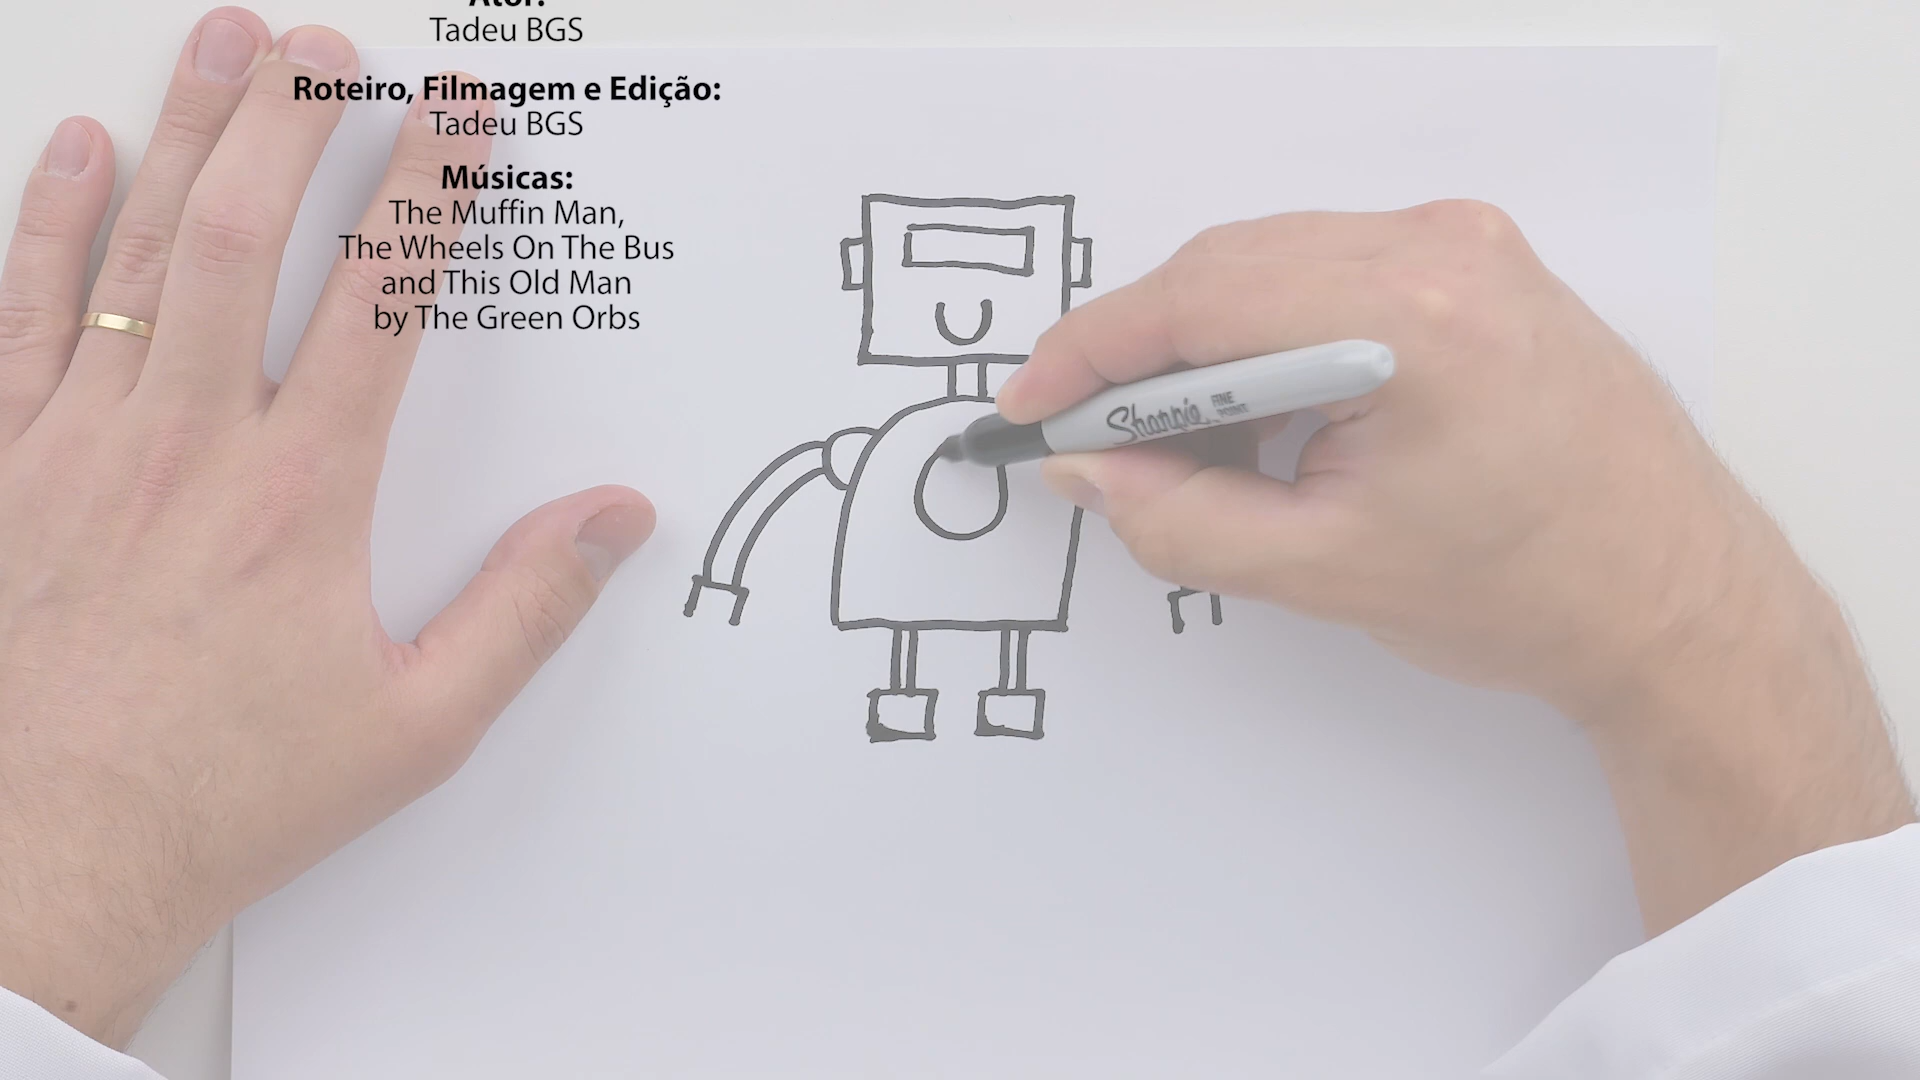 Ator:
Tadeu BGS
Roteiro, Filmagem e Edição:
Tadeu BGS
Músicas:
The Muffin Man,
The Wheels On The Bus
and This Old Man
by The Green Orbs
Sharpie FINE
POINT